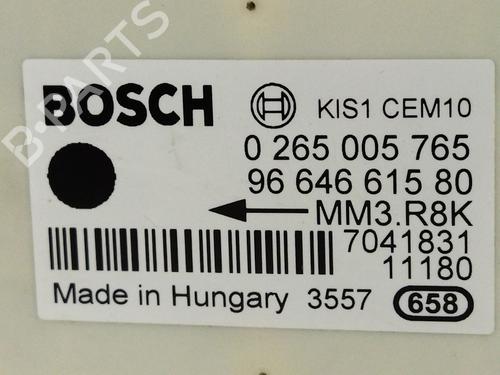 B-PARTS
BOSCH KIS1 CEM10
0 265 005 765
96 646 615 80
MM3.R8K
7041831
11180
Made in Hungary 3557 658